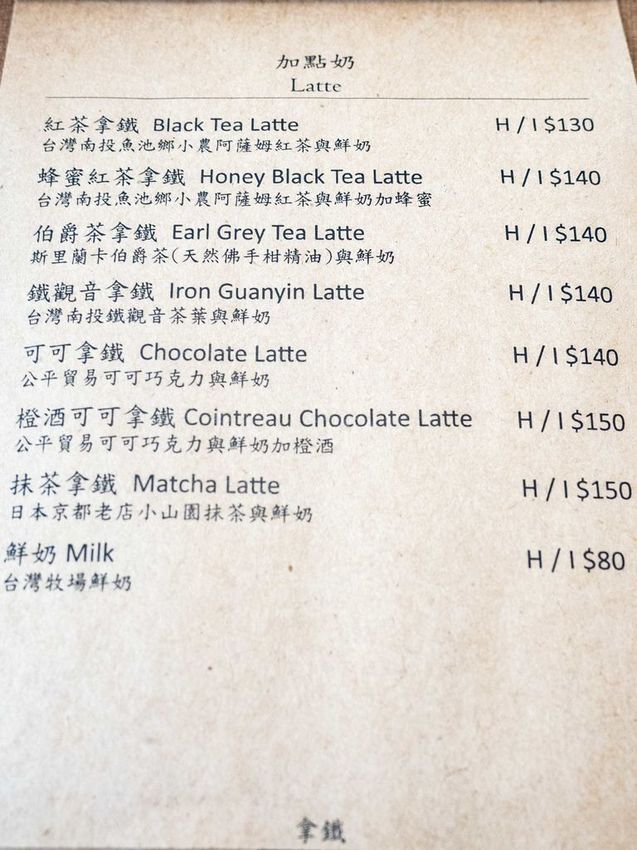 加點奶
Latte
紅茶拿鐵 Black Tea Latte H / I $130
台灣南投魚池鄉小農阿薩姆紅茶與鮮奶
蜂蜜紅茶拿鐵 Honey Black Tea Latte H / I $140
台灣南投魚池鄉小農阿薩姆紅茶與鮮奶加蜂蜜
伯爵茶拿鐵 Earl Grey Tea Latte H / I $140
斯里蘭卡伯爵茶(天然佛手柑精油)與鮮奶
鐵觀音拿鐵 Iron Guanyin Latte H / I $140
台灣南投鐵觀音茶葉與鮮奶
可可拿鐵 Chocolate Latte H / I $140
公平貿易可可巧克力與鮮奶
橙酒可可拿鐵 Cointreau Chocolate Latte H / I $150
公平貿易可可巧克力與鮮奶加橙酒
抹茶拿鐵 Matcha Latte H / I $150
日本京都老店小山園抹茶與鮮奶
鮮奶 Milk H / I $80
台灣牧場鮮奶
拿鐵